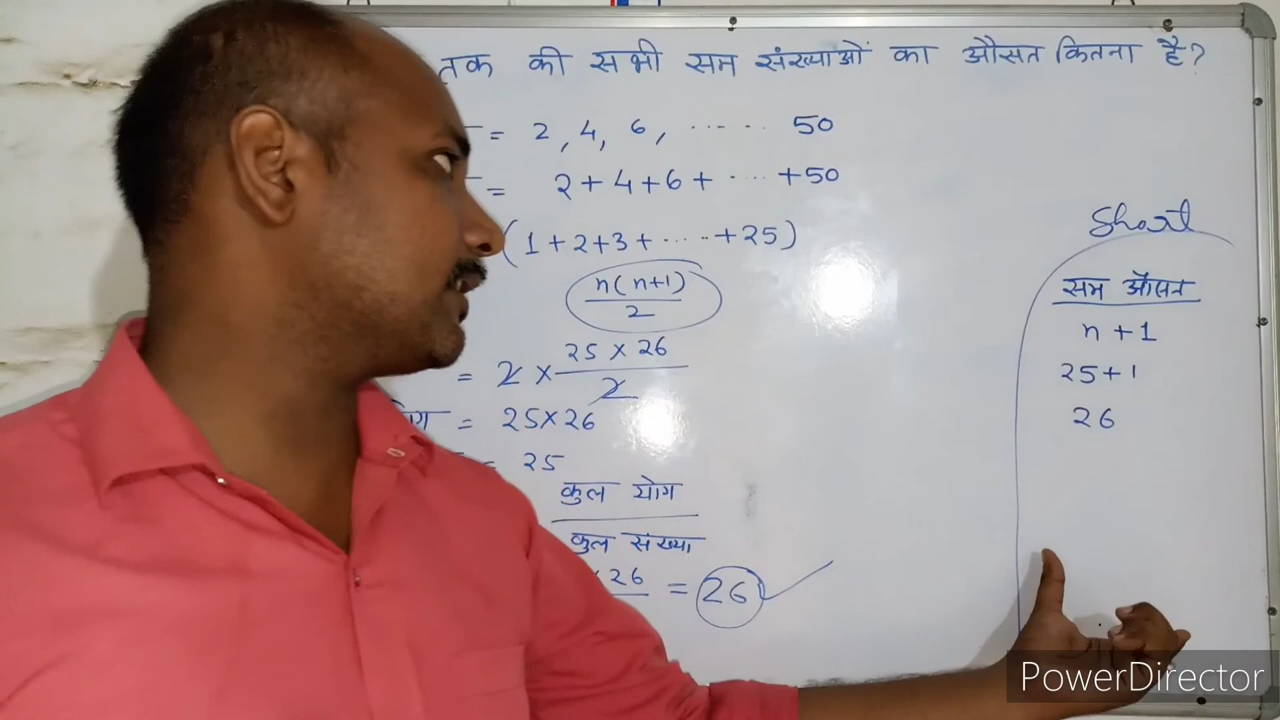 तक की सभी सम संख्याओं का औसत कितना है?
= 2, 4, 6, ..... 50
= 2+4+6+ .... +50
(1+2+3+ ..... +25)
n(n+1)
2
= 2 × 25 × 26
2
= 25×26
= 25
कुल योग
कुल संख्या
26 = 26
Short
सम औसत
n + 1
25+1
26
PowerDirector